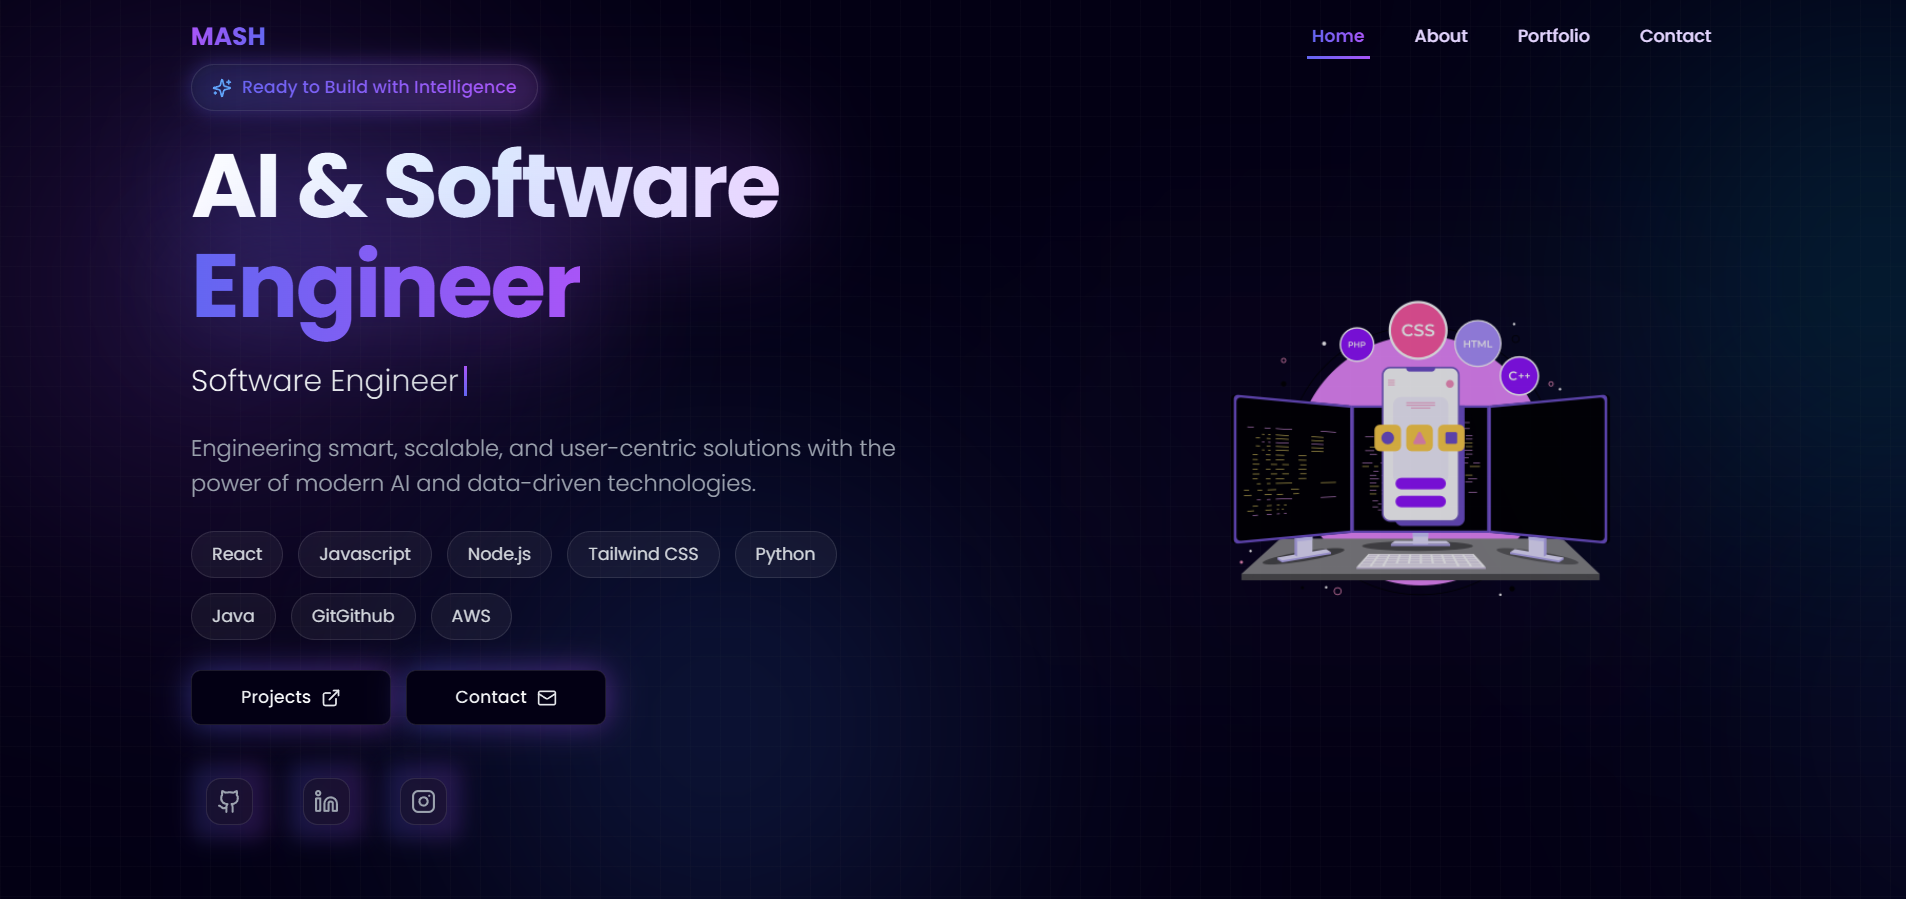 MASH
Home About Portfolio Contact
Ready to Build with Intelligence
AI & Software
Engineer
Software Engineer
Engineering smart, scalable, and user-centric solutions with the
power of modern AI and data-driven technologies.
React Javascript Node.js Tailwind CSS Python
Java GitGithub AWS
Projects Contact
PHP CSS HTML C++